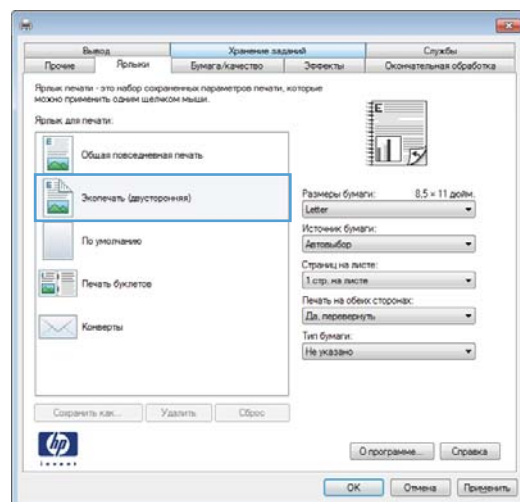 Вывод Хранение заданий Службы
Прочие Ярлыки Бумага/качество Эффекты Окончательная обработка
Ярлык печати - это набор сохраненных параметров печати, которые
можно применить одним щелчком мыши.
Ярлык для печати:
Общая повседневная печать
Экопечать (двусторонняя)
По умолчанию
Печать буклетов
Конверты
E
Размеры бумаги: 8,5 × 11 дюйм.
Letter
Источник бумаги:
Автовыбор
Страниц на листе:
1 стр. на листе
Печать на обеих сторонах:
Да, перевернуть
Тип бумаги:
Не указано
Сохранить как... Удалить Сброс
hp
invent
О программе... Справка
OK Отмена Применить